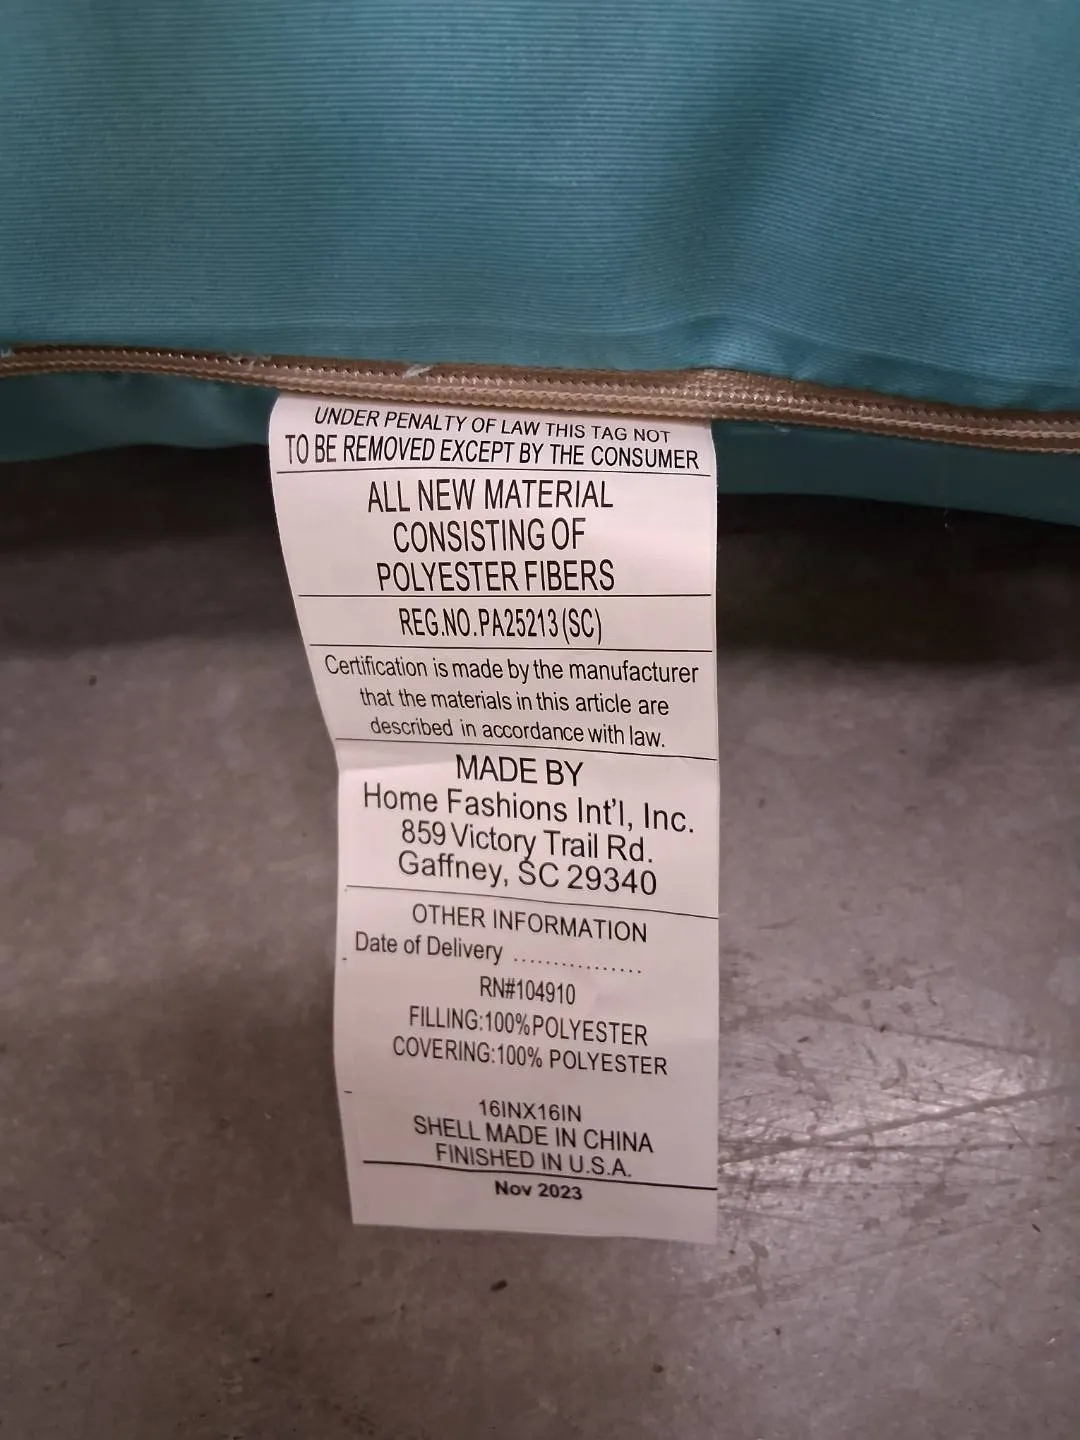 UNDER PENALTY OF LAW THIS TAG NOT
TO BE REMOVED EXCEPT BY THE CONSUMER
ALL NEW MATERIAL
CONSISTING OF
POLYESTER FIBERS
REG.NO.PA25213(SC)
Certification is made by the manufacturer
that the materials in this article are
described in accordance with law.
MADE BY
Home Fashions Int'l, Inc.
859 Victory Trail Rd.
Gaffney, SC 29340
OTHER INFORMATION
Date of Delivery ................
RN#104910
FILLING:100%POLYESTER
COVERING:100% POLYESTER
16INX16IN
SHELL MADE IN CHINA
FINISHED IN U.S.A.
Nov 2023